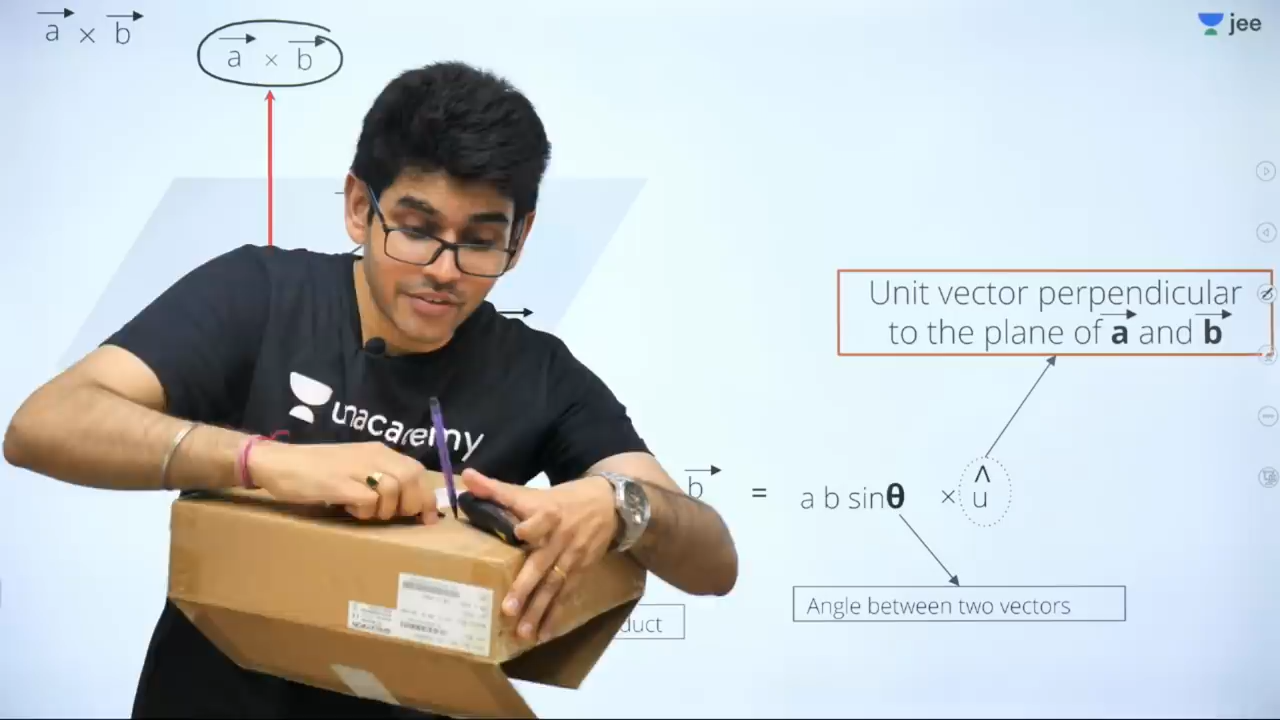 a × b
a × b
jee
Unit vector perpendicular
to the plane of a and b
unacademy
b = a b sinθ × û
Angle between two vectors
duct